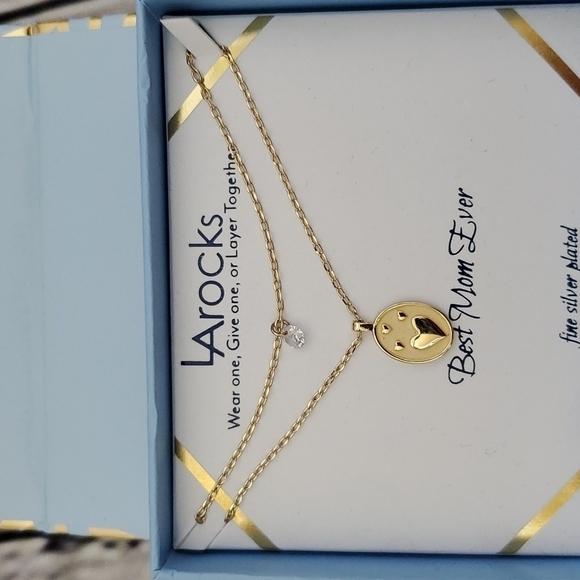 LArocks
Wear one, Give one, or Layer Together
Best Mom Ever
fine silver plated